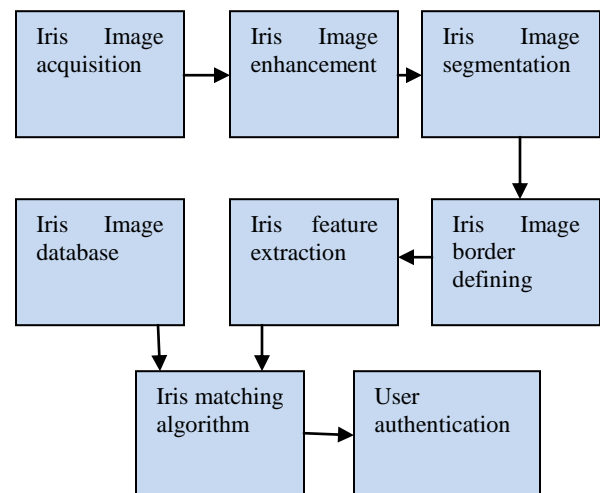 Iris Image
acquisition
Iris Image
enhancement
Iris Image
segmentation
Iris Image
database
Iris feature
extraction
Iris Image
border
defining
Iris matching
algorithm
User
authentication